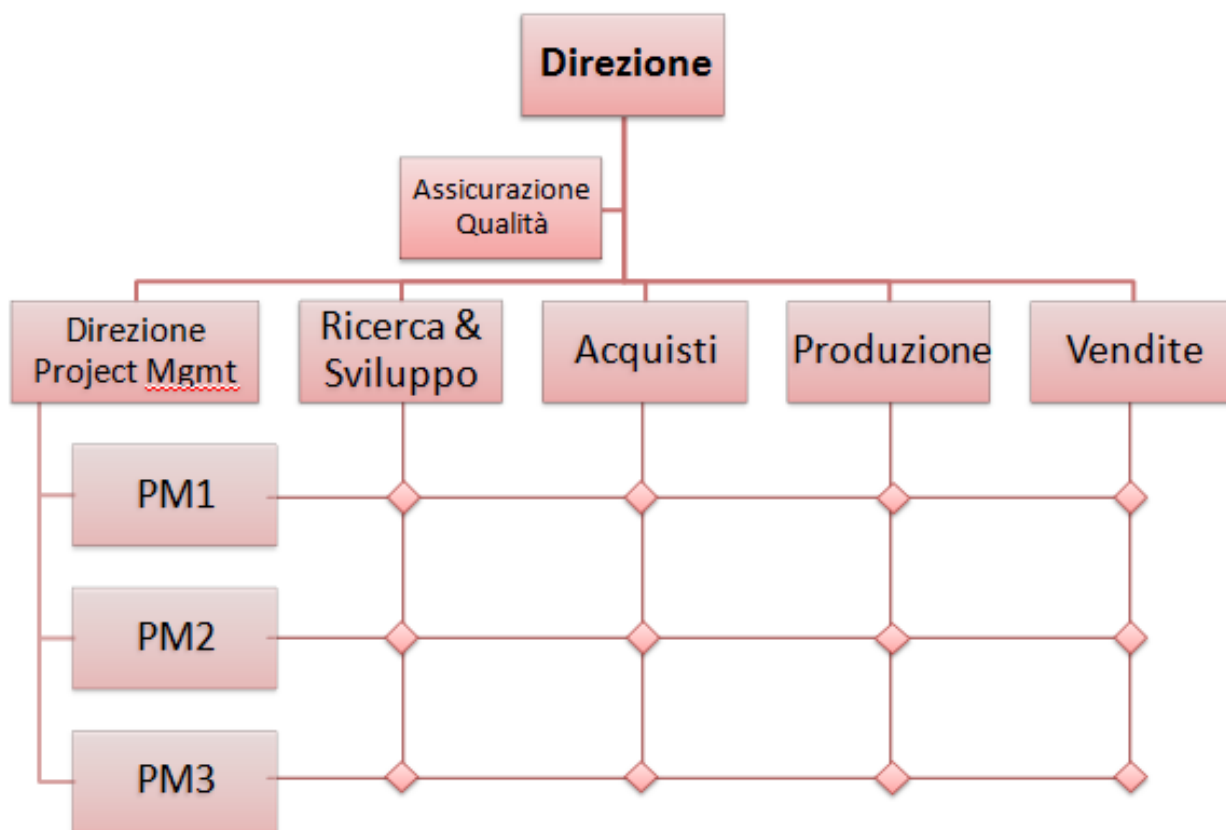 Direzione
Assicurazione
Qualità
Direzione
Project Mgmt
Ricerca &
Sviluppo
Acquisti
Produzione
Vendite
PM1
PM2
PM3